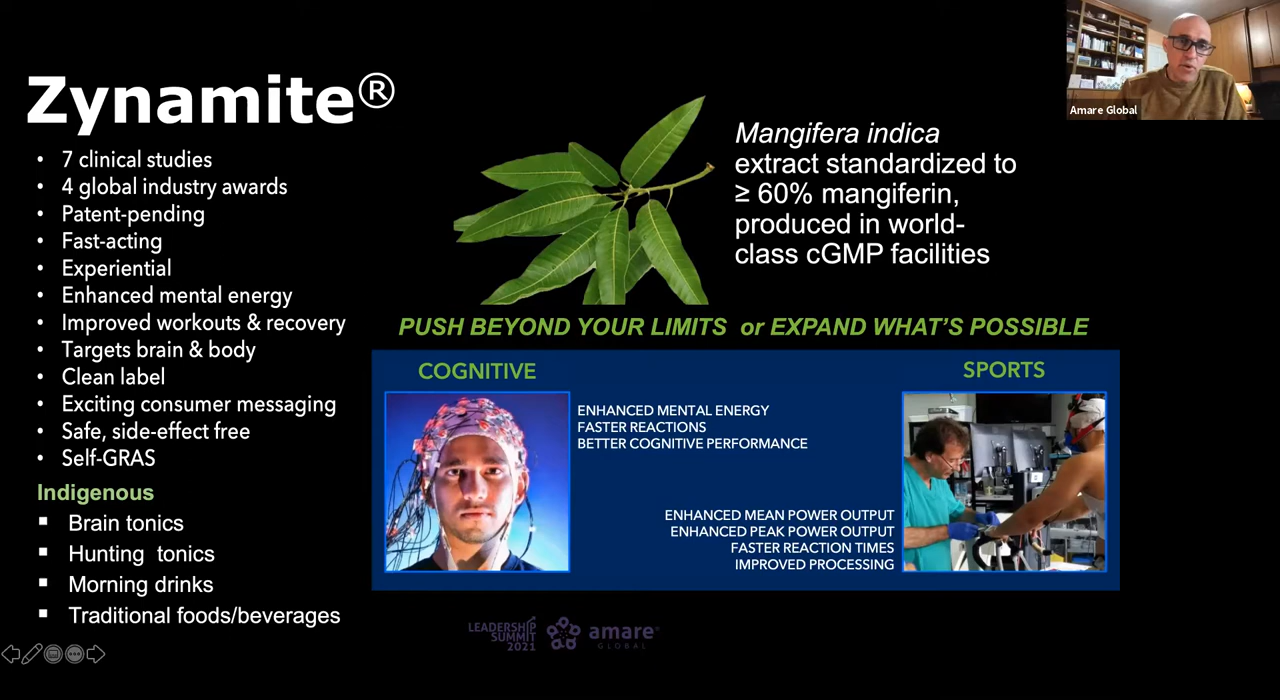 Amare Global
Zynamite®
• 7 clinical studies
• 4 global industry awards
• Patent-pending
• Fast-acting
• Experiential
• Enhanced mental energy
• Improved workouts & recovery
• Targets brain & body
• Clean label
• Exciting consumer messaging
• Safe, side-effect free
• Self-GRAS
Indigenous
▪ Brain tonics
▪ Hunting tonics
▪ Morning drinks
▪ Traditional foods/beverages
Mangifera indica
extract standardized to
≥ 60% mangiferin,
produced in world-
class cGMP facilities
PUSH BEYOND YOUR LIMITS or EXPAND WHAT'S POSSIBLE
COGNITIVE
ENHANCED MENTAL ENERGY
FASTER REACTIONS
BETTER COGNITIVE PERFORMANCE
SPORTS
ENHANCED MEAN POWER OUTPUT
ENHANCED PEAK POWER OUTPUT
FASTER REACTION TIMES
IMPROVED PROCESSING
LEADERSHIP
SUMMIT
2021
amare®
GLOBAL